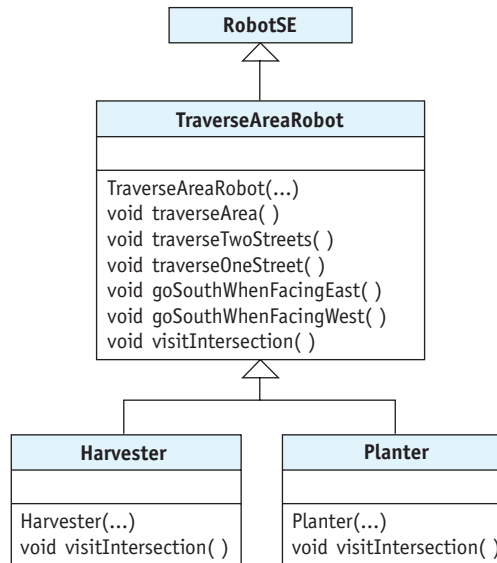 RobotSE
TraverseAreaRobot
TraverseAreaRobot(...)
void traverseArea( )
void traverseTwoStreets( )
void traverseOneStreet( )
void goSouthWhenFacingEast( )
void goSouthWhenFacingWest( )
void visitIntersection( )
Harvester
Harvester(...)
void visitIntersection( )
Planter
Planter(...)
void visitIntersection( )